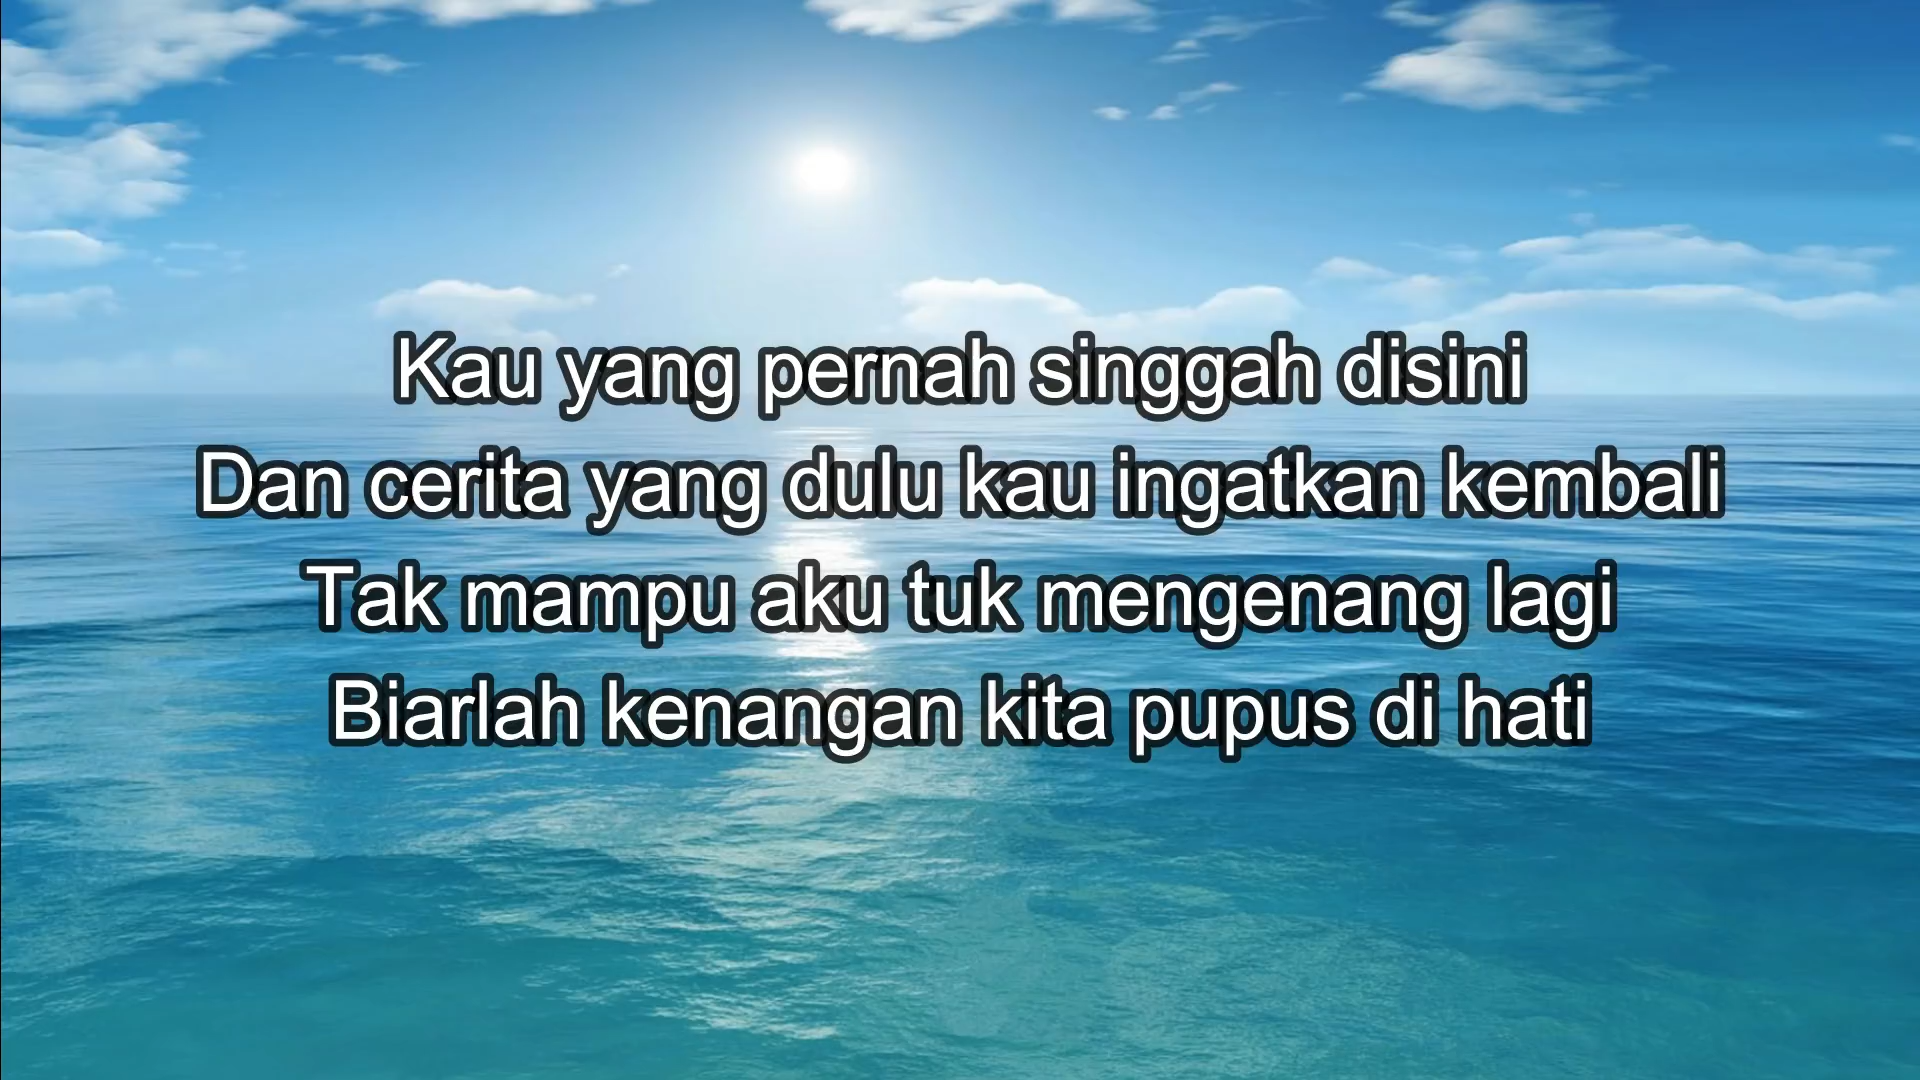 Kau yang pernah singgah disini
Dan cerita yang dulu kau ingatkan kembali
Tak mampu aku tuk mengenang lagi
Biarlah kenangan kita pupus di hati